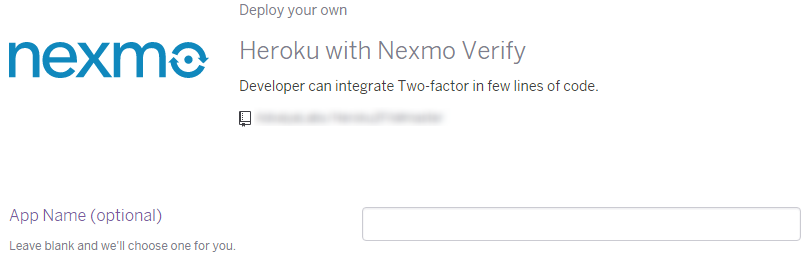 Deploy your own
nexmo
Heroku with Nexmo Verify
Developer can integrate Two-factor in few lines of code.
App Name (optional)
Leave blank and we'll choose one for you.